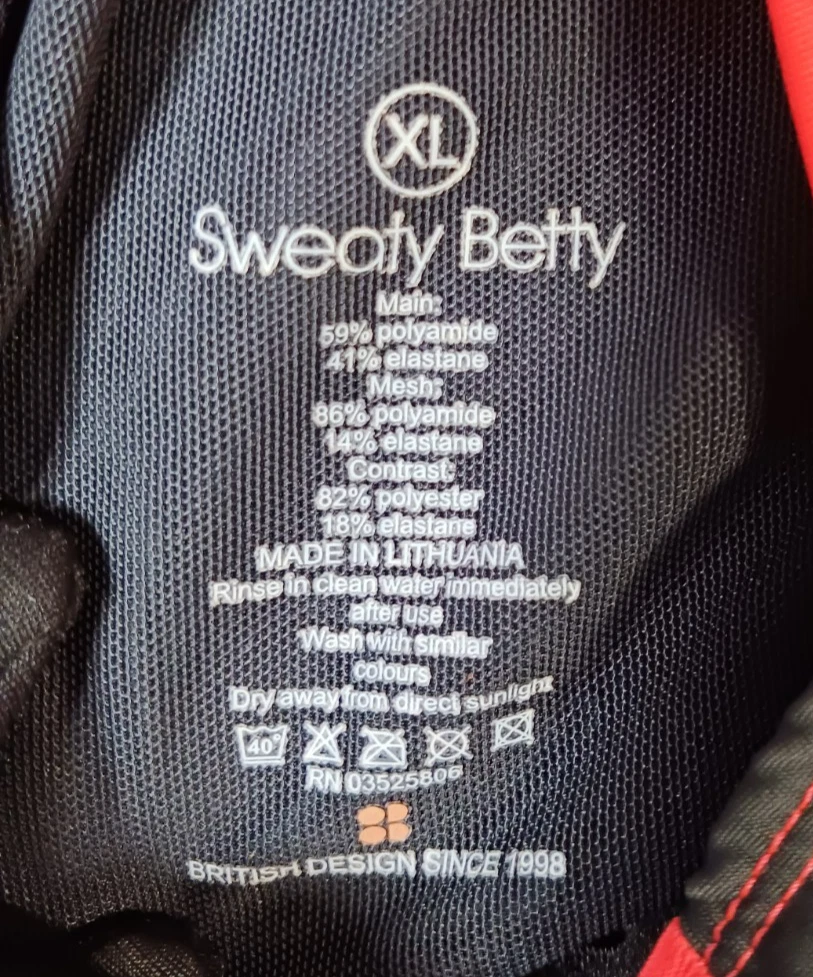 XL
Sweaty Betty
Main:
59% polyamide
41% elastane
Mesh:
86% polyamide
14% elastane
Contrast:
82% polyester
18% elastane
MADE IN LITHUANIA
Rinse in clean water immediately
after use
Wash with similar
colours
Dry away from direct sunlight
40°
RN 03525806
BRITISH DESIGN SINCE 1998